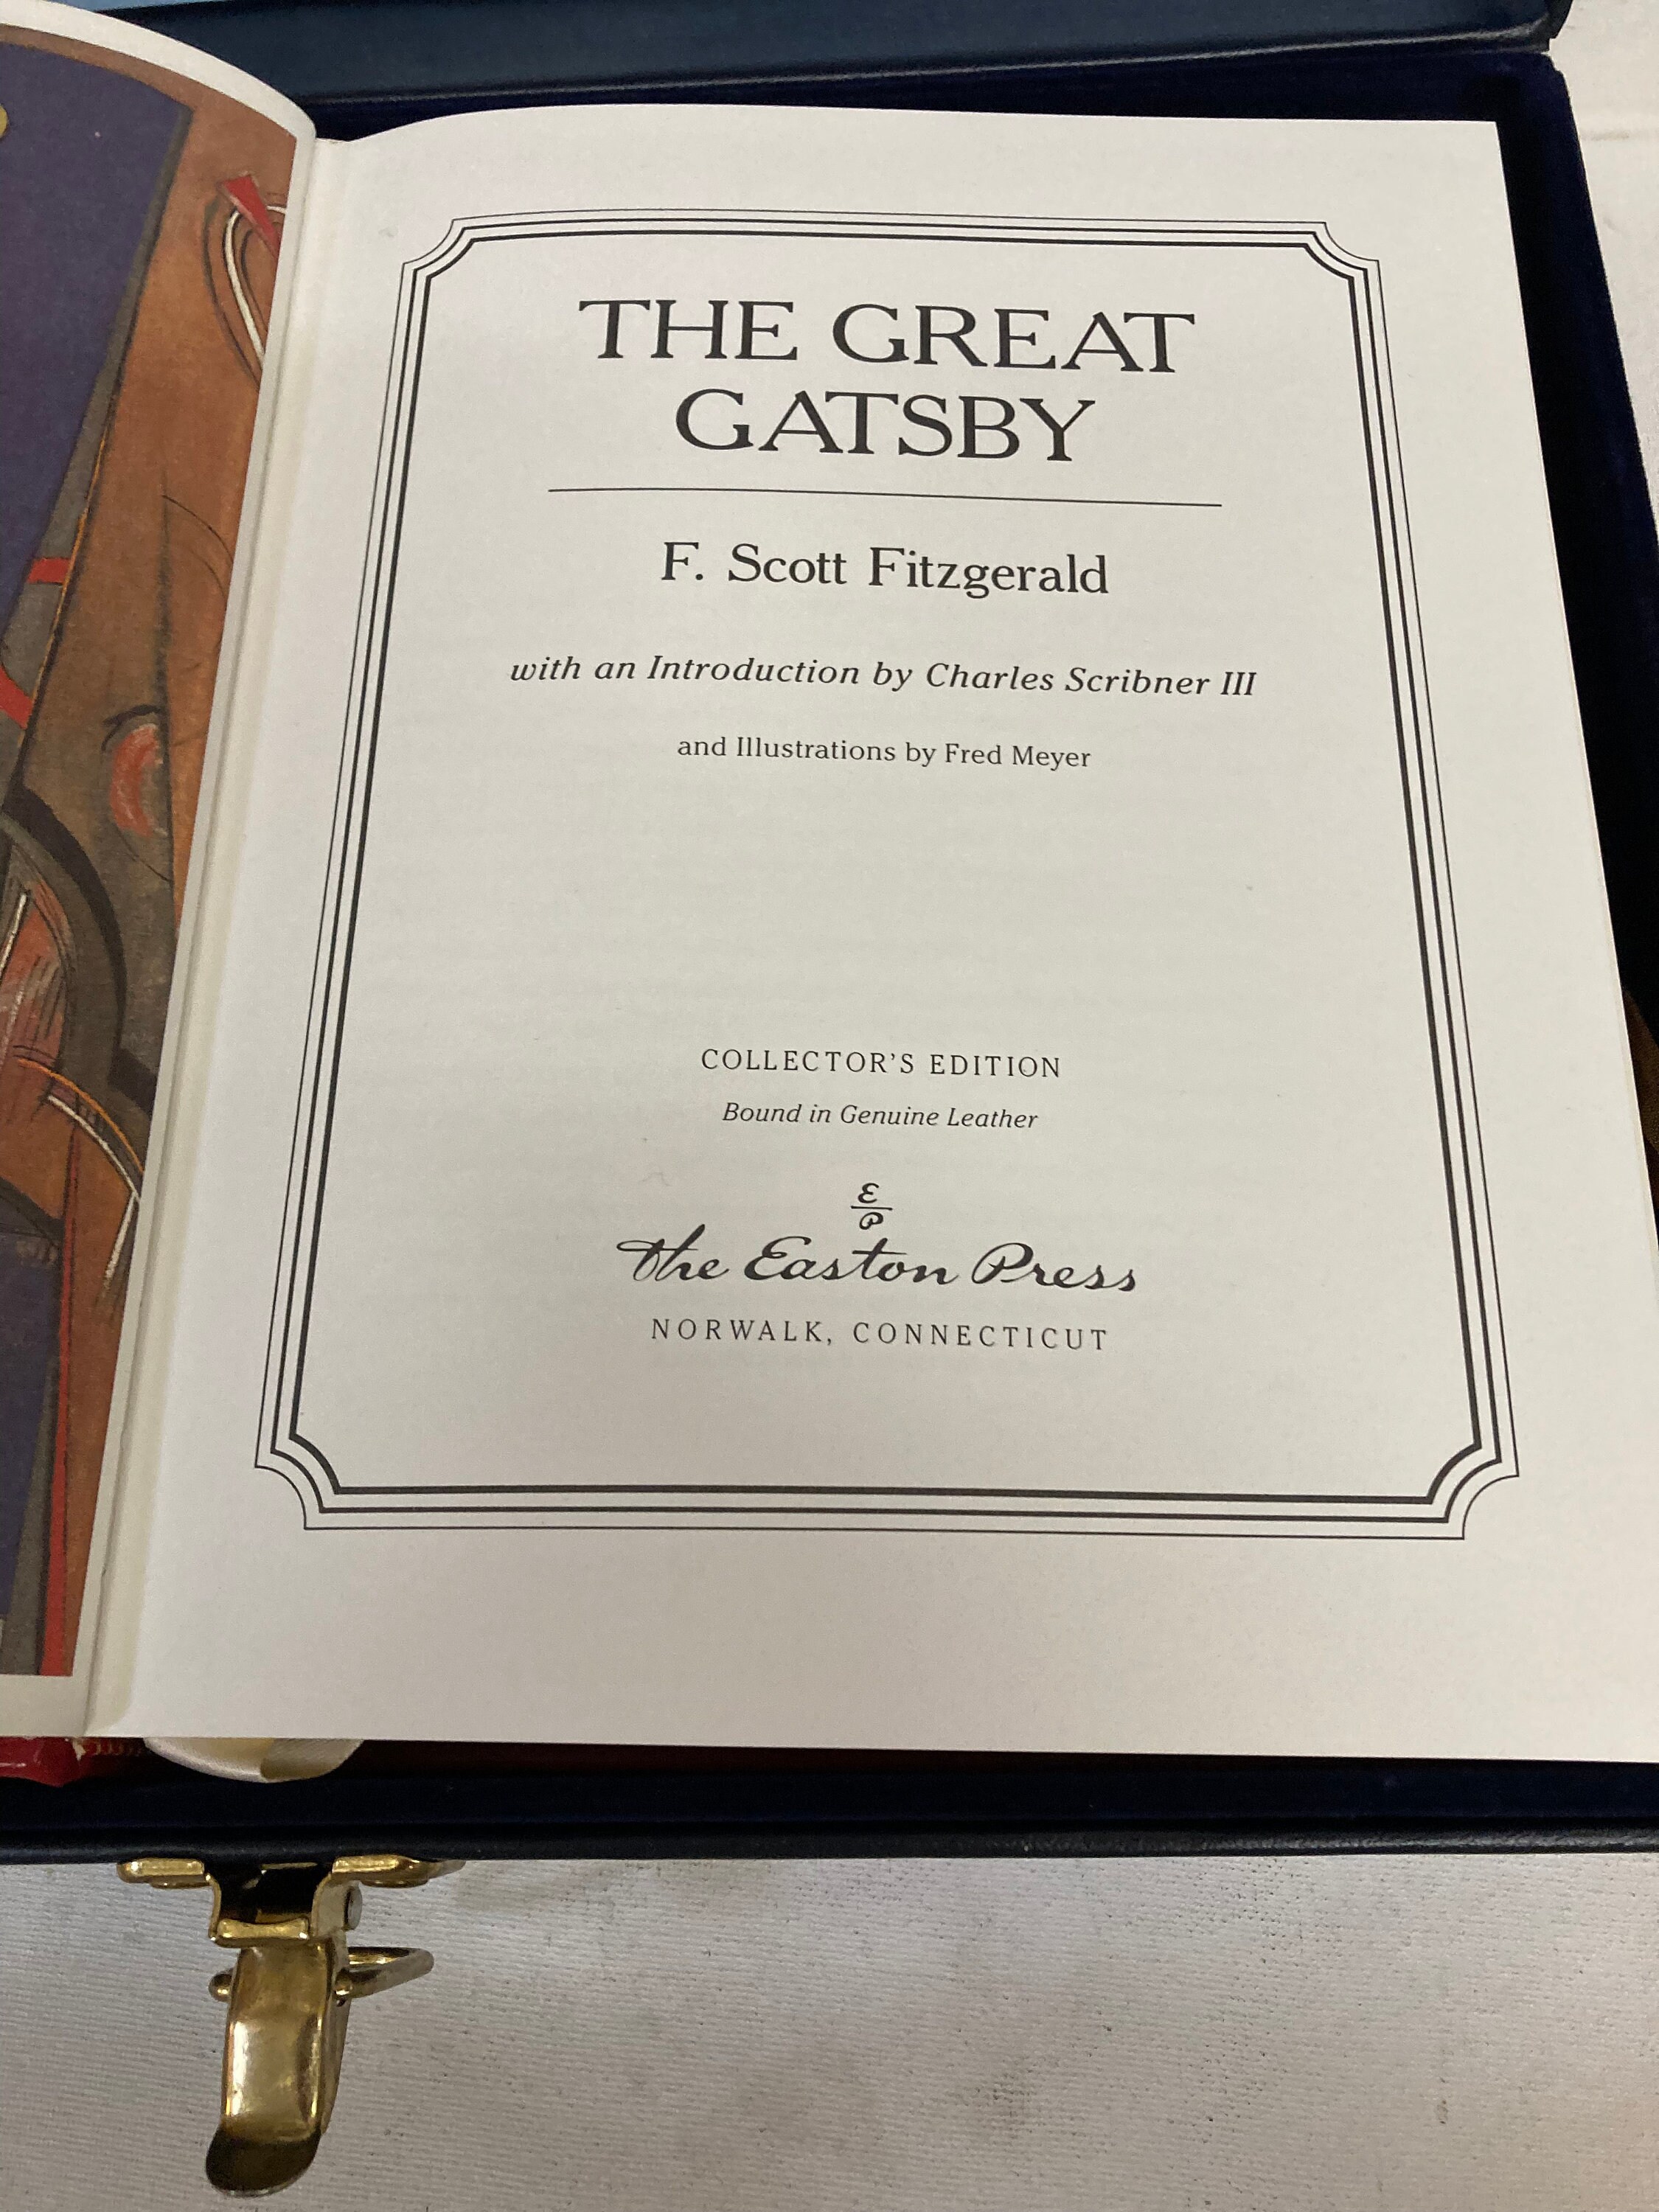 THE GREAT
GATSBY
F. Scott Fitzgerald
with an Introduction by Charles Scribner III
and Illustrations by Fred Meyer
COLLECTOR'S EDITION
Bound in Genuine Leather
E
P
The Easton Press
NORWALK, CONNECTICUT